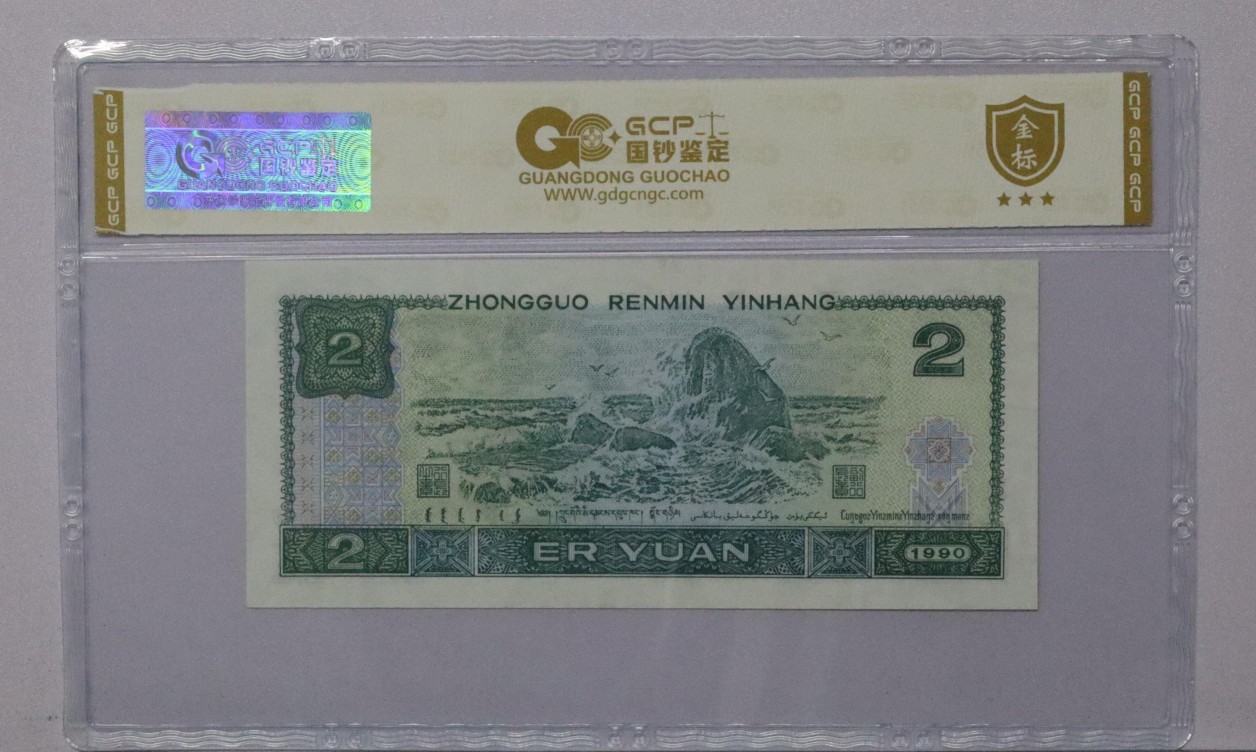 GCP GCP GCP
GCP
国钞鉴定
GUANGDONG GUOCHAO
GCP
国钞鉴定
GUANGDONG GUOCHAO
WWW.gdgcngc.com
金
标
GCP GCP GCP
ZHONGGUO RENMIN YINHANG
2
2
2
ER YUAN
1990